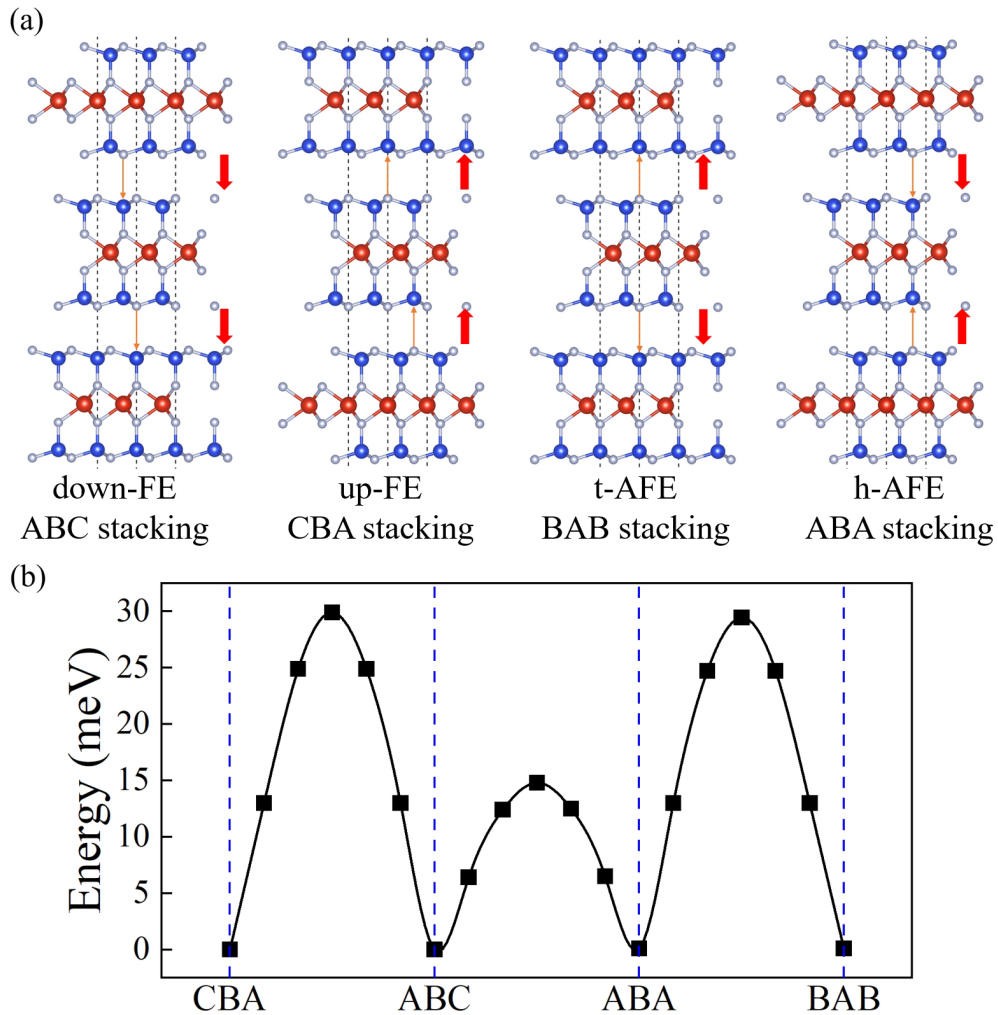 (a)
down-FE up-FE t-AFE h-AFE
ABC stacking CBA stacking BAB stacking ABA stacking
(b)
Energy (meV)
30
25
20
15
10
5
0
CBA ABC ABA BAB